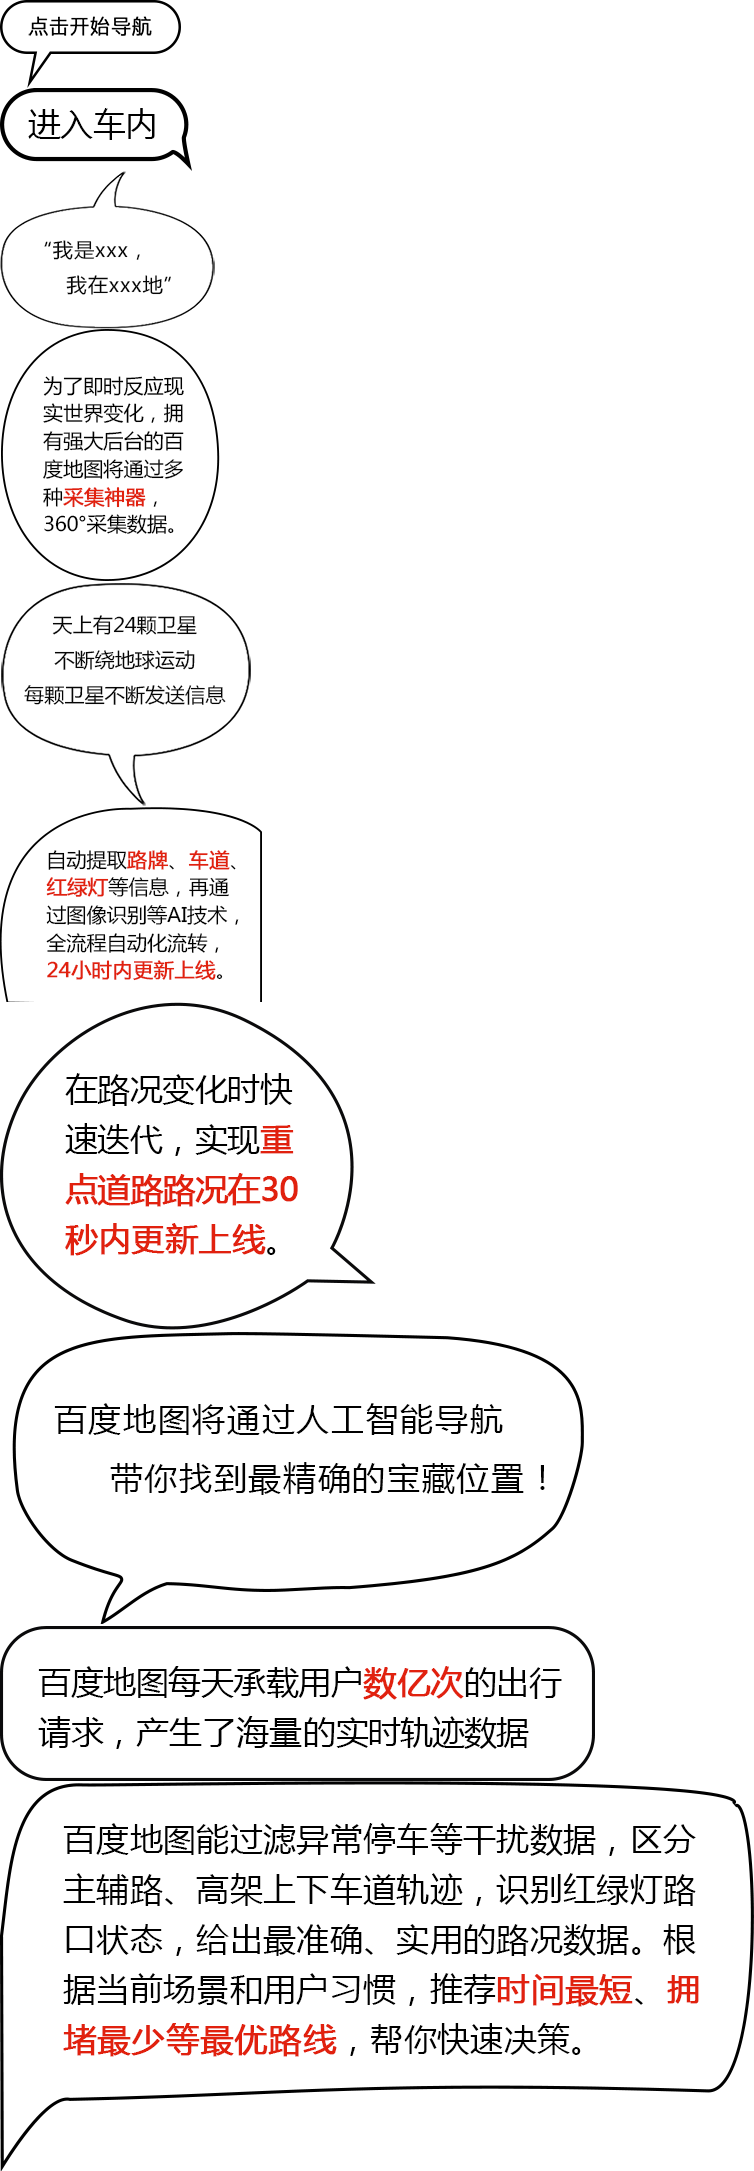 点击开始导航
进入车内
“我是xxx，
我在xxx地”
为了即时反应现
实世界变化，拥
有强大后台的百
度地图将通过多
种采集神器，
360°采集数据。
天上有24颗卫星
不断绕地球运动
每颗卫星不断发送信息
自动提取路牌、车道、
红绿灯等信息，再通
过图像识别等AI技术，
全流程自动化流转，
24小时内更新上线。
在路况变化时快
速迭代，实现重
点道路路况在30
秒内更新上线。
百度地图将通过人工智能导航
带你找到最精确的宝藏位置！
百度地图每天承载用户数亿次的出行
请求，产生了海量的实时轨迹数据
百度地图能过滤异常停车等干扰数据，区分
主辅路、高架上下车道轨迹，识别红绿灯路
口状态，给出最准确、实用的路况数据。根
据当前场景和用户习惯，推荐时间最短、拥
堵最少等最优路线，帮你快速决策。